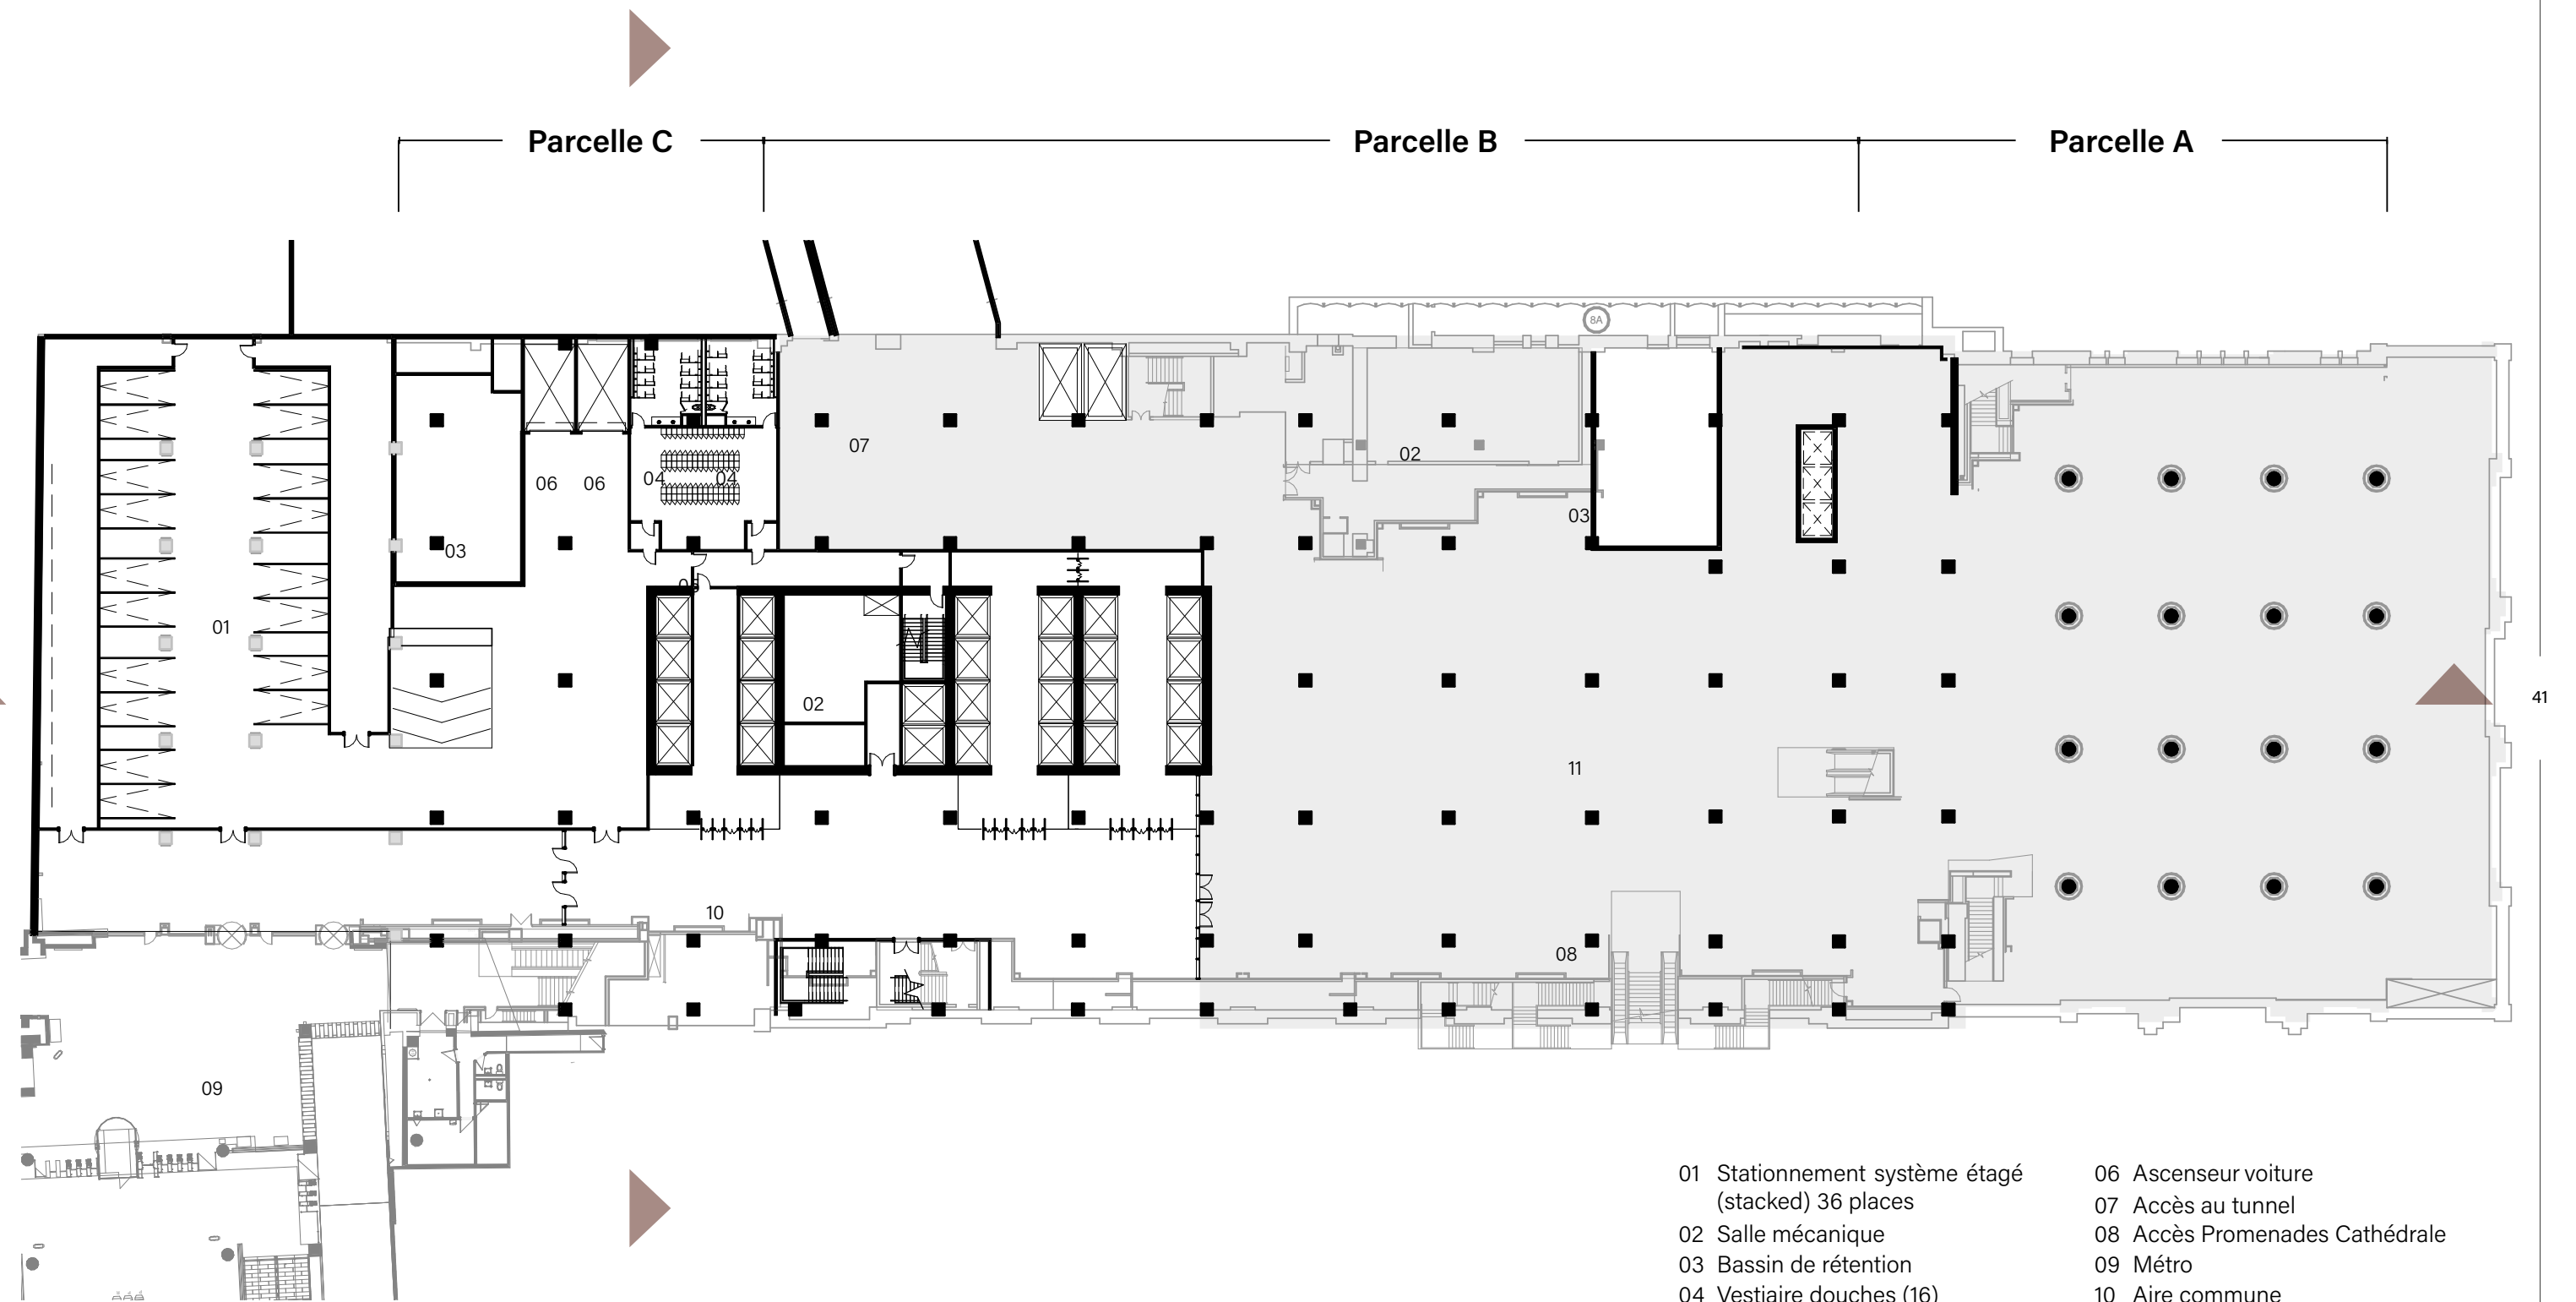 Parcelle C
Parcelle B
Parcelle A
8A
07
02
06 06
04 04
03
03
01
02
11
41
10
08
09
01 Stationnement système étagé
(stacked) 36 places
02 Salle mécanique
03 Bassin de rétention
04 Vestiaire douches (16)
06 Ascenseur voiture
07 Accès au tunnel
08 Accès Promenades Cathédrale
09 Métro
10 Aire commune